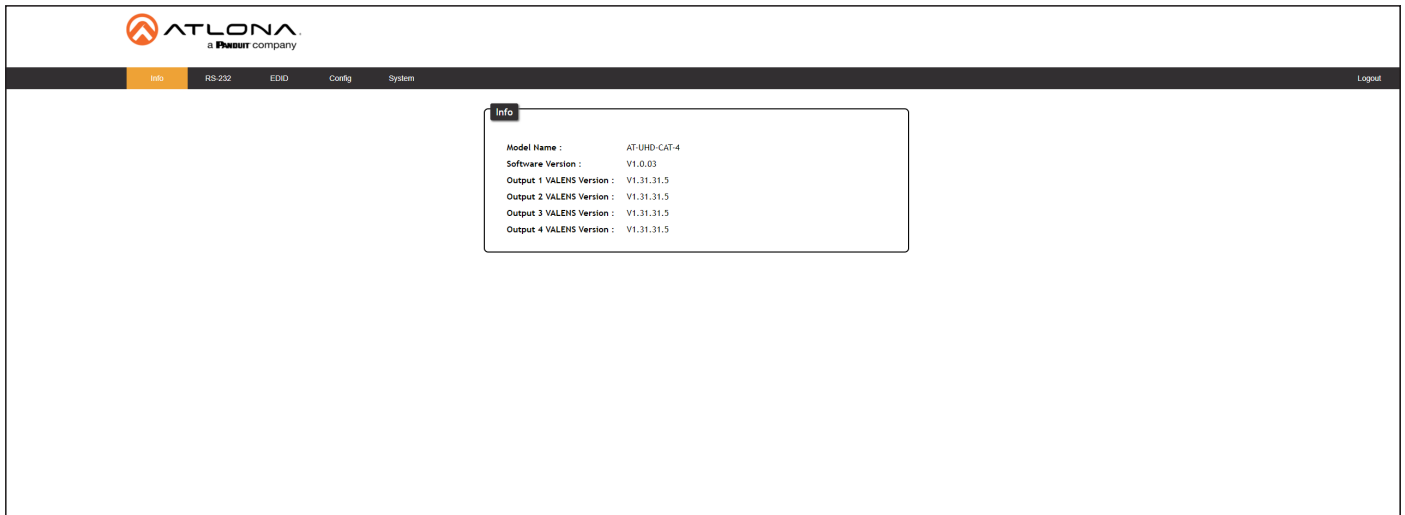 ATLONA.
a PANDUIT company
Info RS-232 EDID Config System Logout
Info
Model Name : AT-UHD-CAT-4
Software Version : V1.0.03
Output 1 VALENS Version : V1.31.31.5
Output 2 VALENS Version : V1.31.31.5
Output 3 VALENS Version : V1.31.31.5
Output 4 VALENS Version : V1.31.31.5